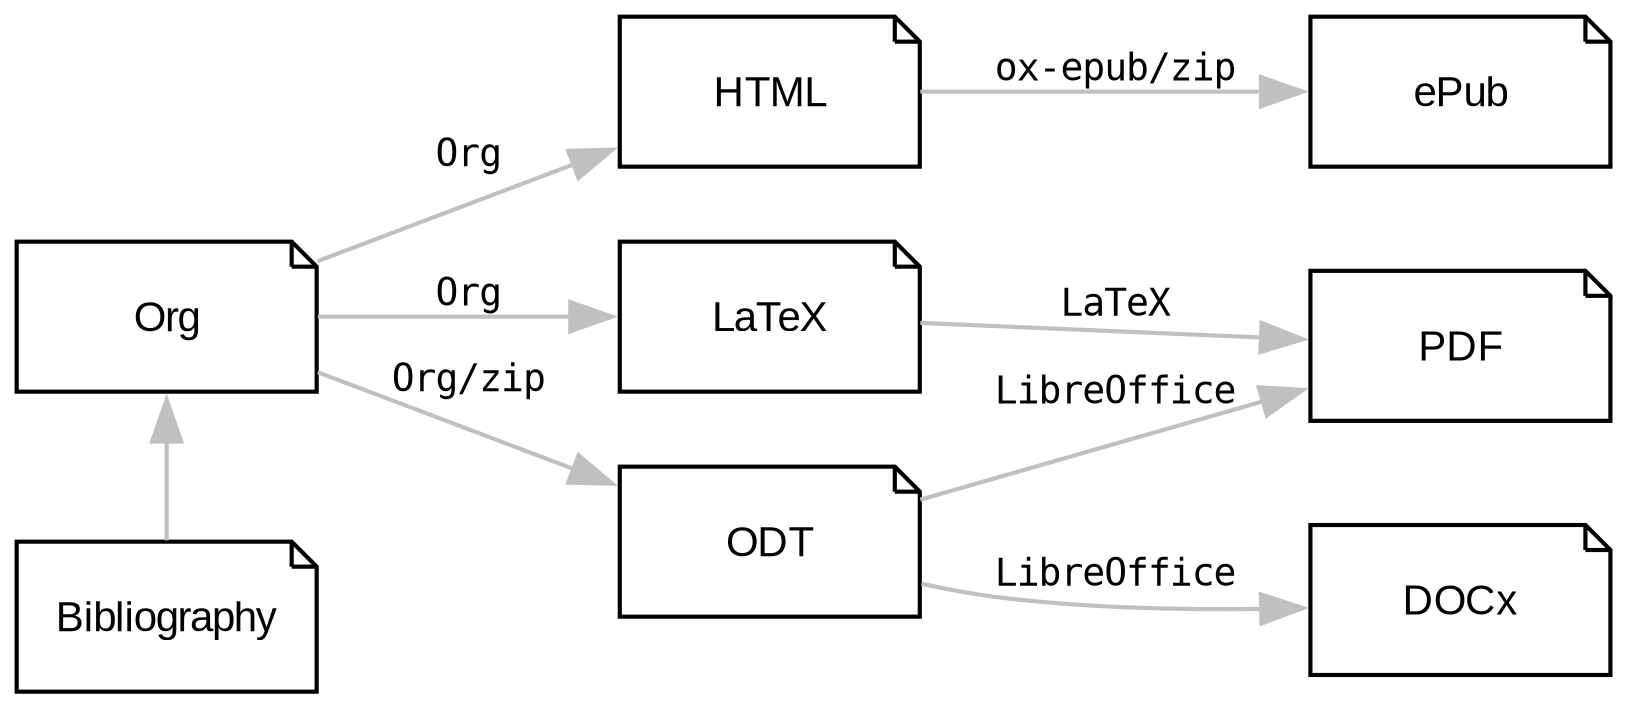 HTML
ox-epub/zip
ePub
Org
Org
Org
LaTeX
LaTeX
PDF
Org/zip
LibreOffice
ODT
LibreOffice
DOCx
Bibliography